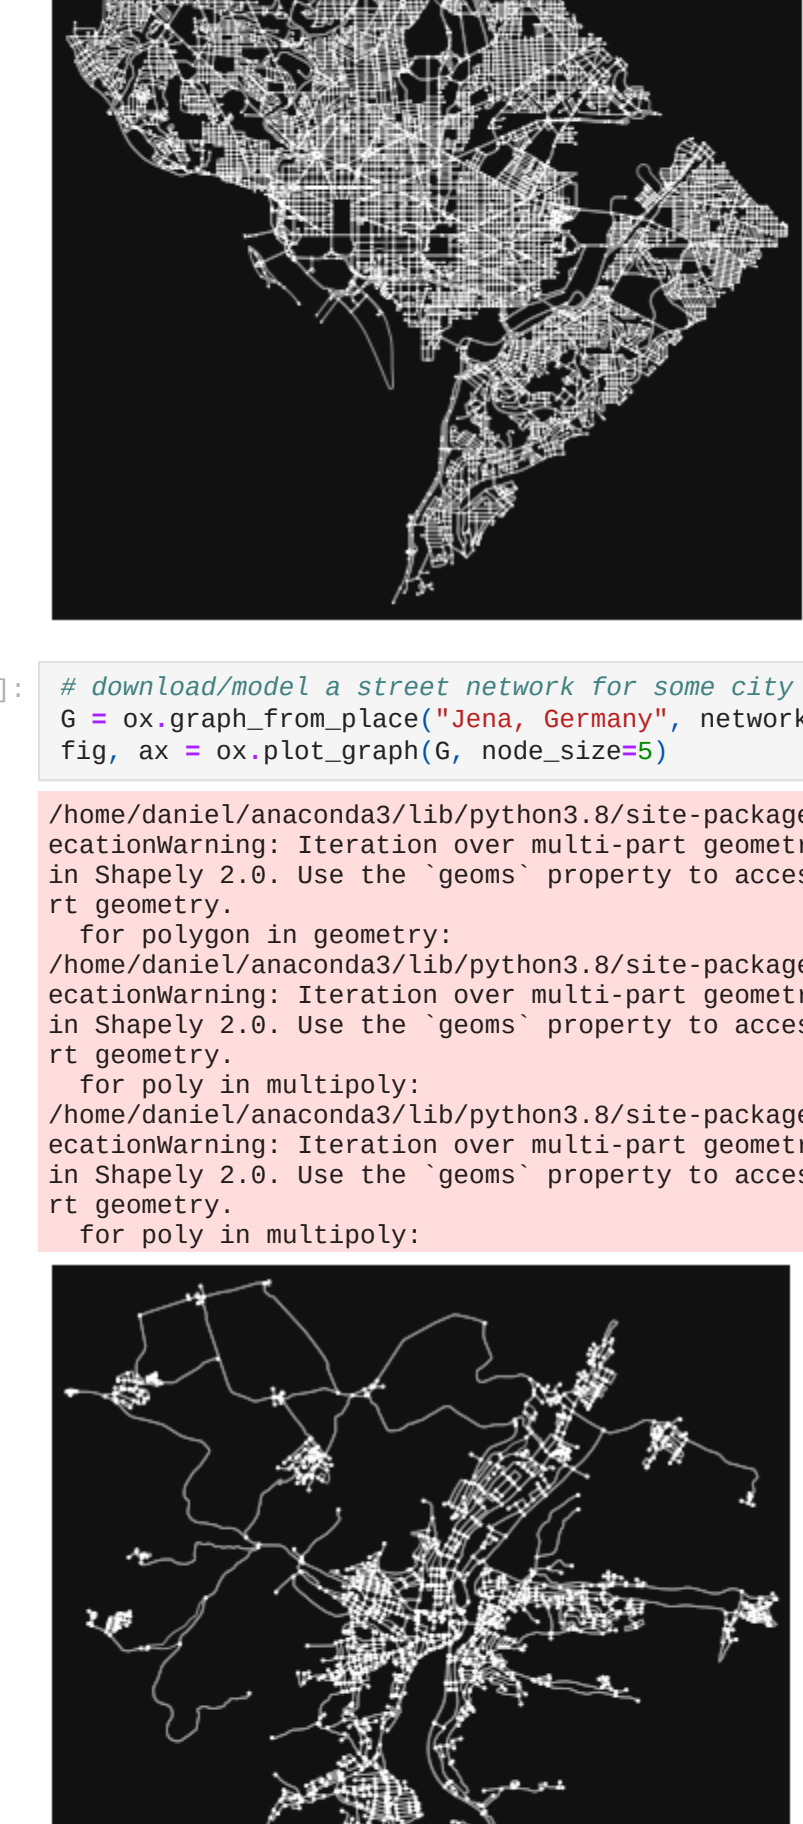 ]:
# download/model a street network for some city
G = ox.graph_from_place("Jena, Germany", network
fig, ax = ox.plot_graph(G, node_size=5)
/home/daniel/anaconda3/lib/python3.8/site-package
ecationWarning: Iteration over multi-part geometr
in Shapely 2.0. Use the `geoms` property to acces
rt geometry.
  for polygon in geometry:
/home/daniel/anaconda3/lib/python3.8/site-package
ecationWarning: Iteration over multi-part geometr
in Shapely 2.0. Use the `geoms` property to acces
rt geometry.
  for poly in multipoly:
/home/daniel/anaconda3/lib/python3.8/site-package
ecationWarning: Iteration over multi-part geometr
in Shapely 2.0. Use the `geoms` property to acces
rt geometry.
  for poly in multipoly: